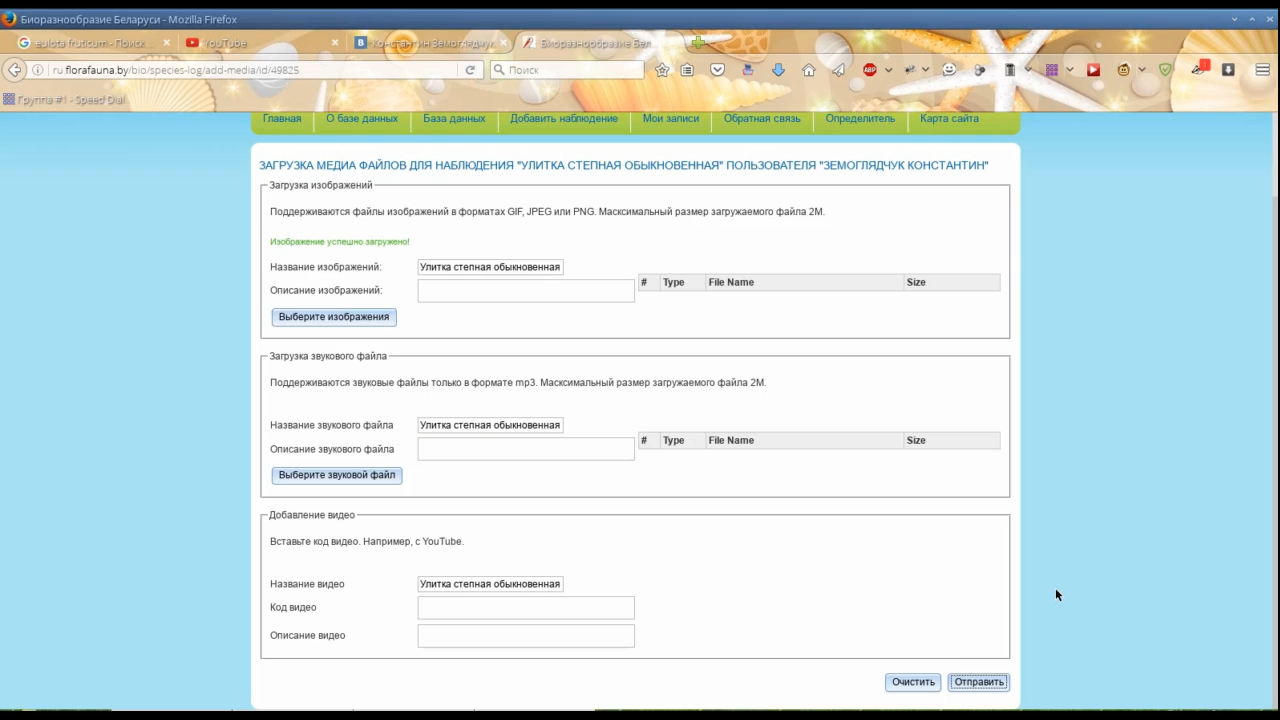 Биоразнообразие Беларуси - Mozilla Firefox
eulota fruticum - Поиск
YouTube
Константин Земоглядчук
Биоразнообразие Бел
ru.florafauna.by/bio/species-log/add-media/id/49825
Поиск
ABP
1
Группа #1 - Speed Dial
Главная
О базе данных
База данных
Добавить наблюдение
Мои записи
Обратная связь
Определитель
Карта сайта
ЗАГРУЗКА МЕДИА ФАЙЛОВ ДЛЯ НАБЛЮДЕНИЯ "УЛИТКА СТЕПНАЯ ОБЫКНОВЕННАЯ" ПОЛЬЗОВАТЕЛЯ "ЗЕМОГЛЯДЧУК КОНСТАНТИН"
Загрузка изображений
Поддерживаются файлы изображений в форматах GIF, JPEG или PNG. Масксимальный размер загружаемого файла 2M.
Изображение успешно загружено!
Название изображений:
Улитка степная обыкновенная
# Type File Name Size
Описание изображений:
Выберите изображения
Загрузка звукового файла
Поддерживаются звуковые файлы только в формате mp3. Масксимальный размер загружаемого файла 2M.
Название звукового файла
Улитка степная обыкновенная
# Type File Name Size
Описание звукового файла
Выберите звуковой файл
Добавление видео
Вставьте код видео. Например, с YouTube.
Название видео
Улитка степная обыкновенная
Код видео
Описание видео
Очистить
Отправить